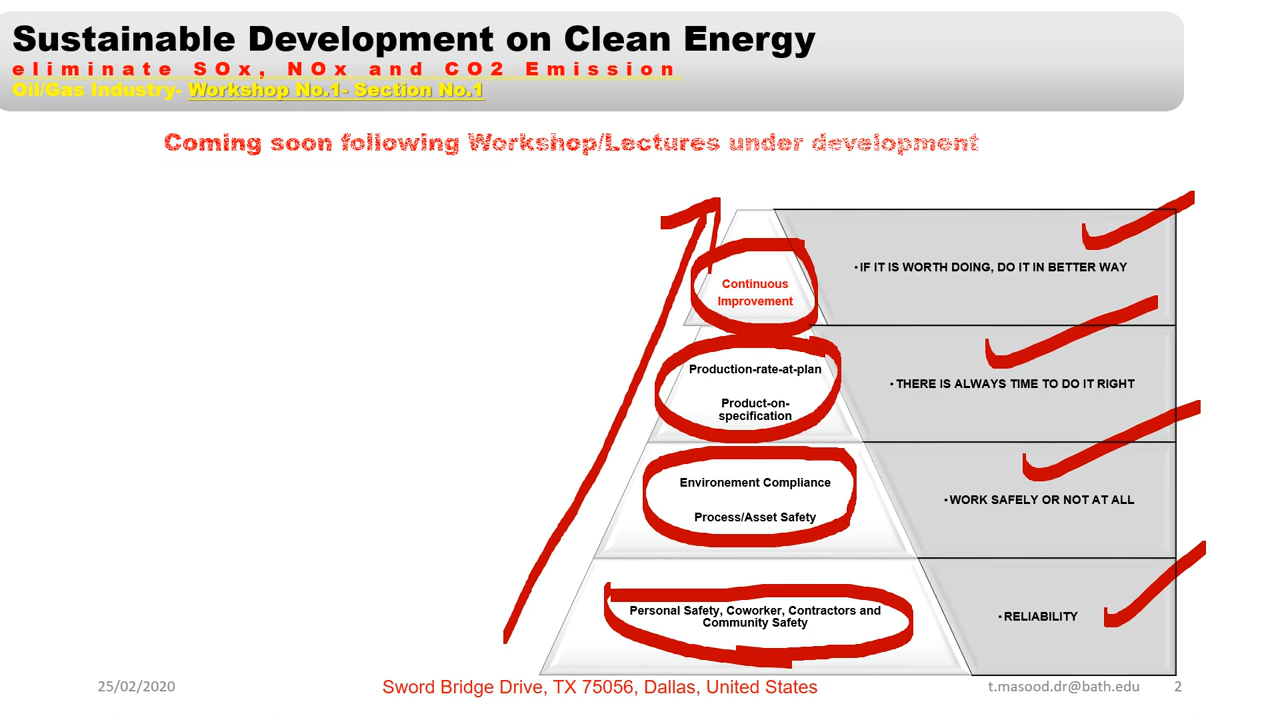 Sustainable Development on Clean Energy
eliminate SOx, NOx and CO2 Emission
Oil/Gas Industry- Workshop No.1- Section No.1
Coming soon following Workshop/Lectures under development
Continuous
Improvement
•IF IT IS WORTH DOING, DO IT IN BETTER WAY
Production-rate-at-plan
Product-on-
specification
•THERE IS ALWAYS TIME TO DO IT RIGHT
Environement Compliance
Process/Asset Safety
•WORK SAFELY OR NOT AT ALL
Personal Safety, Coworker, Contractors and
Community Safety
•RELIABILITY
25/02/2020
Sword Bridge Drive, TX 75056, Dallas, United States
t.masood.dr@bath.edu
2